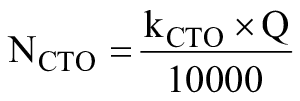 N_CTO = k_CTO × Q / 10000